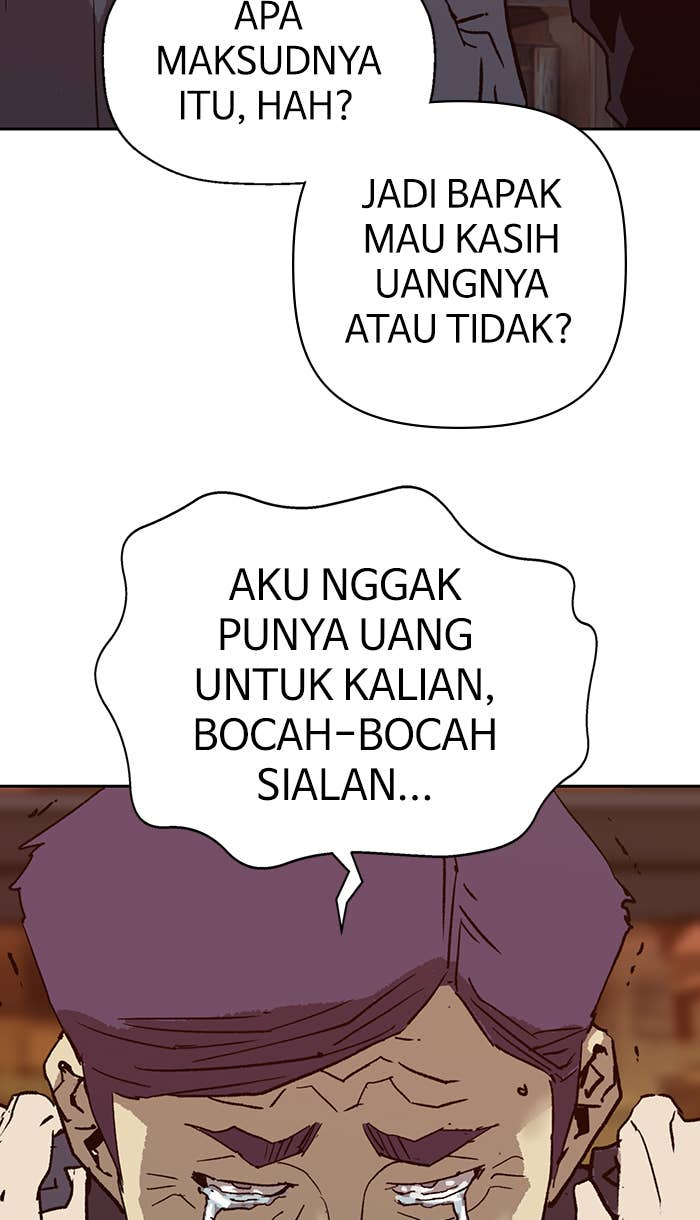 APA
MAKSUDNYA
ITU, HAH?
JADI BAPAK
MAU KASIH
UANGNYA
ATAU TIDAK?
AKU NGGAK
PUNYA UANG
UNTUK KALIAN,
BOCAH-BOCAH
SIALAN...